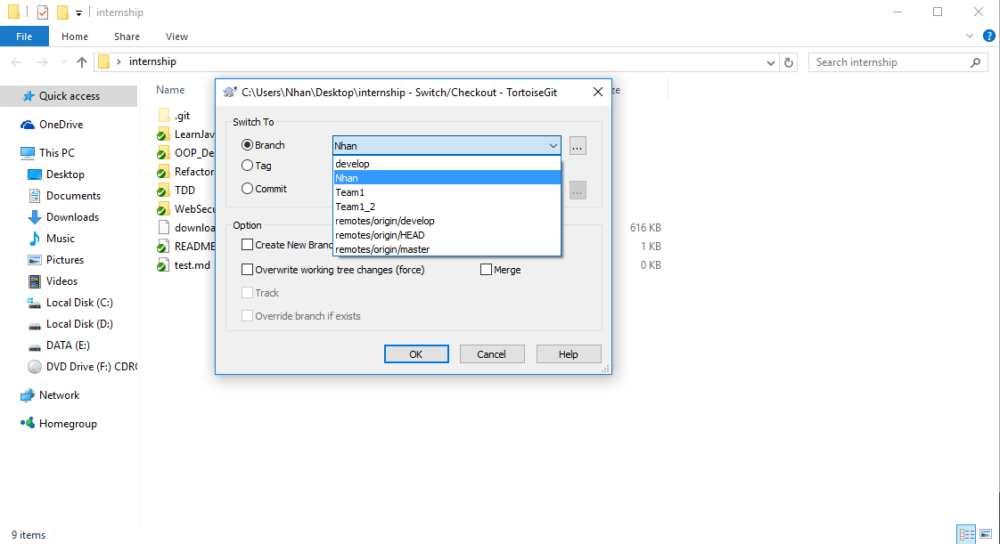 internship
File Home Share View
internship
Search internship
Quick access
OneDrive
This PC
Desktop
Documents
Downloads
Music
Pictures
Videos
Local Disk (C:)
Local Disk (D:)
DATA (E:)
DVD Drive (F:) CDRO
Network
Homegroup
Name
ze
.git
LearnJav
OOP_De
Refactor
TDD
WebSecu
downloa 616 KB
README 1 KB
test.md 0 KB
C:\Users\Nhan\Desktop\internship - Switch/Checkout - TortoiseGit
Switch To
Branch
Nhan
...
Tag
Commit
...
develop
Nhan
Team1
Team1_2
remotes/origin/develop
remotes/origin/HEAD
remotes/origin/master
Option
Create New Branc
Overwrite working tree changes (force) Merge
Track
Override branch if exists
OK Cancel Help
9 items